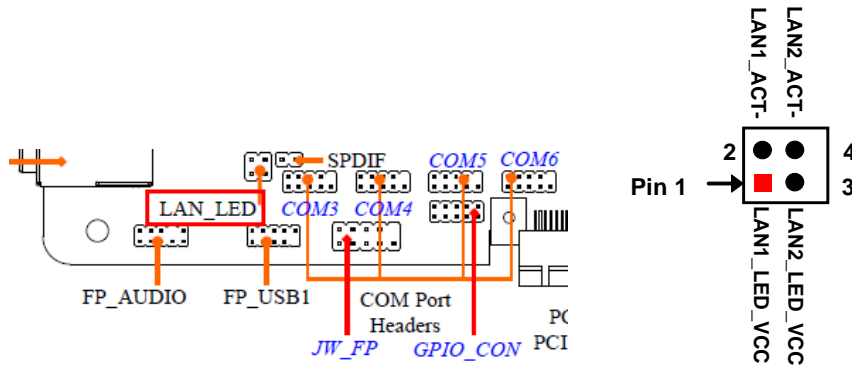 SPDIF
COM5 COM6
LAN_LED
COM3 COM4
FP_AUDIO
FP_USB1
COM Port
Headers
JW_FP
GPIO_CON
PCI
LAN1_ACT-
LAN2_ACT-
2
4
Pin 1
3
LAN1_LED_VCC
LAN2_LED_VCC